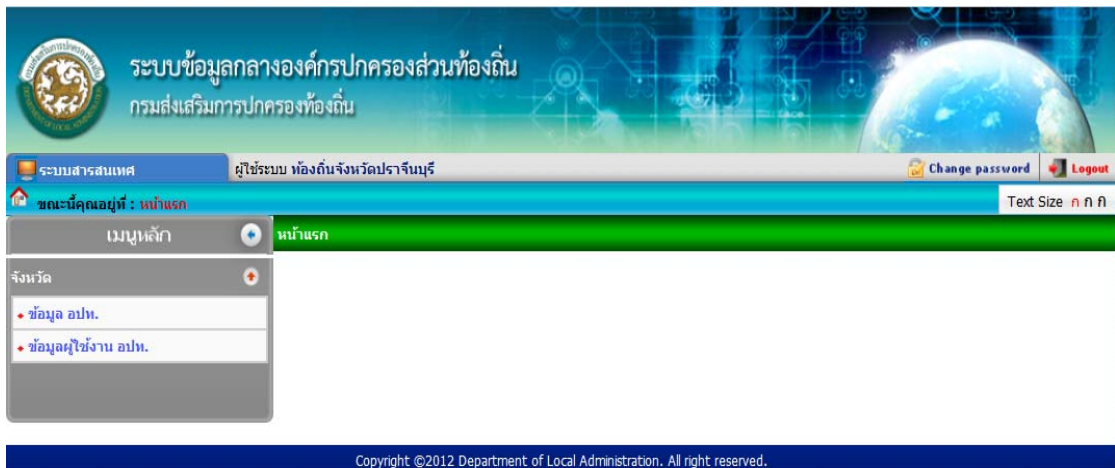 ระบบข้อมูลกลางองค์กรปกครองส่วนท้องถิ่น
กรมส่งเสริมการปกครองท้องถิ่น
ระบบสารสนเทศ
ผู้ใช้ระบบ ท้องถิ่นจังหวัดปราจีนบุรี
Change password
Logout
ขณะนี้คุณอยู่ที่ : หน้าแรก
Text Size ก ก ก
เมนูหลัก
หน้าแรก
จังหวัด
ข้อมูล อปท.
ข้อมูลผู้ใช้งาน อปท.
Copyright ©2012 Department of Local Administration. All right reserved.